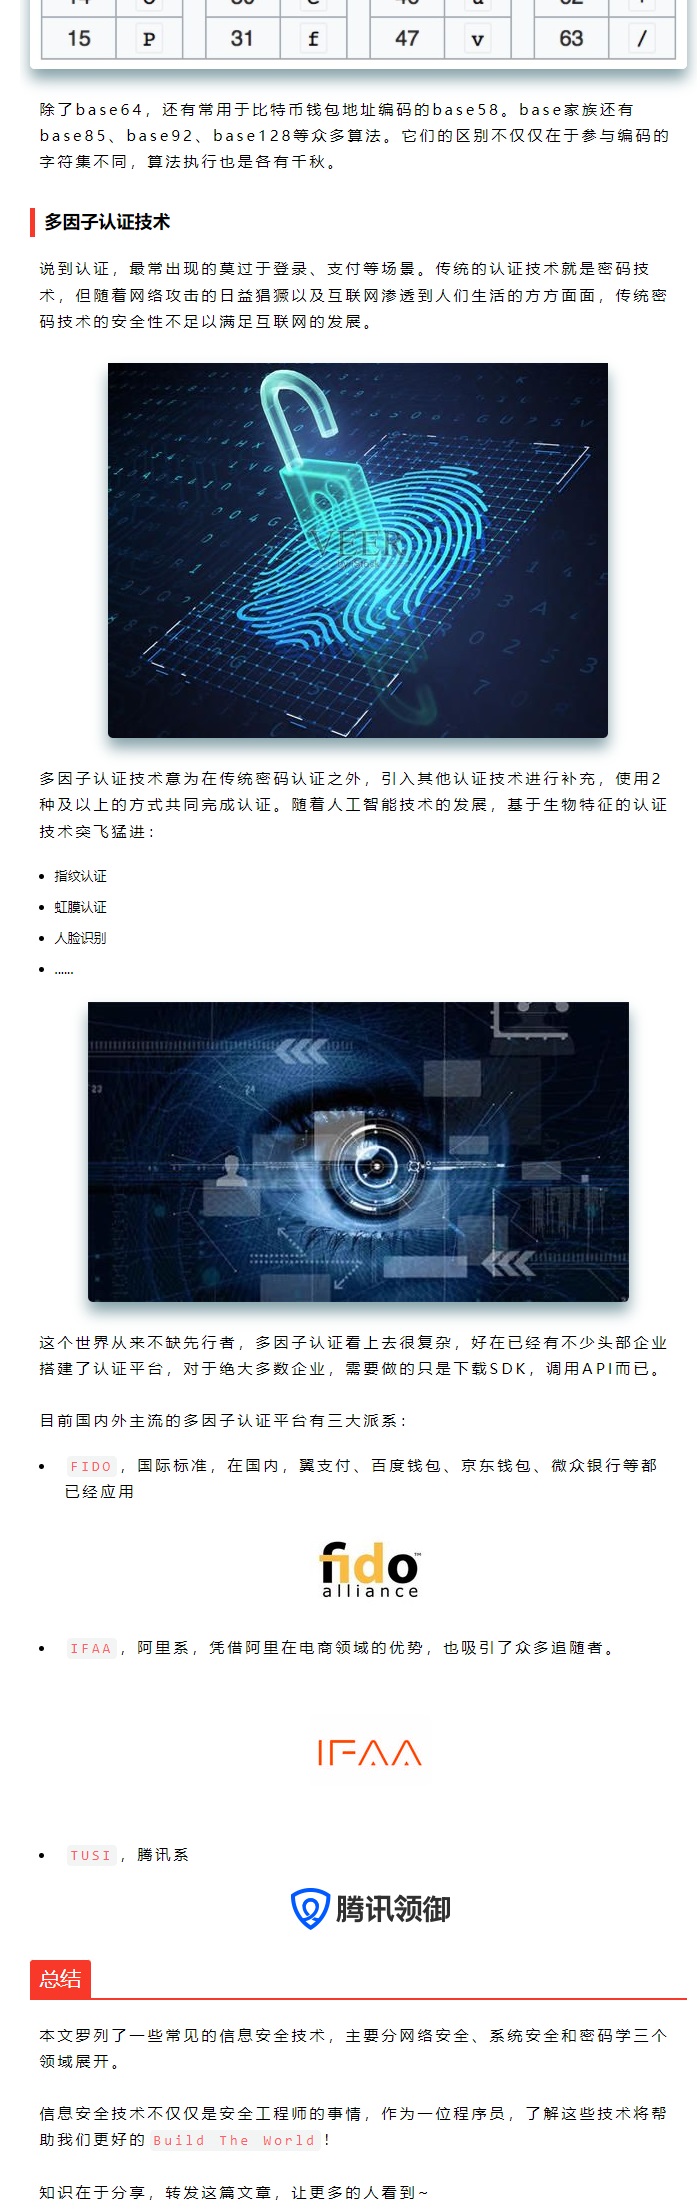 15 P 31 f 47 v 63 /
除了base64，还有常用于比特币钱包地址编码的base58。base家族还有
base85、base92、base128等众多算法。它们的区别不仅仅在于参与编码的
字符集不同，算法执行也是各有千秋。
多因子认证技术
说到认证，最常出现的莫过于登录、支付等场景。传统的认证技术就是密码技
术，但随着网络攻击的日益猖獗以及互联网渗透到人们生活的方方面面，传统密
码技术的安全性不足以满足互联网的发展。
VEER
多因子认证技术意为在传统密码认证之外，引入其他认证技术进行补充，使用2
种及以上的方式共同完成认证。随着人工智能技术的发展，基于生物特征的认证
技术突飞猛进：
• 指纹认证
• 虹膜认证
• 人脸识别
• ……
23
24
这个世界从来不缺先行者，多因子认证看上去很复杂，好在已经有不少头部企业
搭建了认证平台，对于绝大多数企业，需要做的只是下载SDK，调用API而已。
目前国内外主流的多因子认证平台有三大派系：
• FIDO，国际标准，在国内，翼支付、百度钱包、京东钱包、微众银行等都
已经应用
fido™
alliance
• IFAA，阿里系，凭借阿里在电商领域的优势，也吸引了众多追随者。
IFAA
• TUSI，腾讯系
腾讯领御
总结
本文罗列了一些常见的信息安全技术，主要分网络安全、系统安全和密码学三个
领域展开。
信息安全技术不仅仅是安全工程师的事情，作为一位程序员，了解这些技术将帮
助我们更好的Build The World！
知识在于分享，转发这篇文章，让更多的人看到~